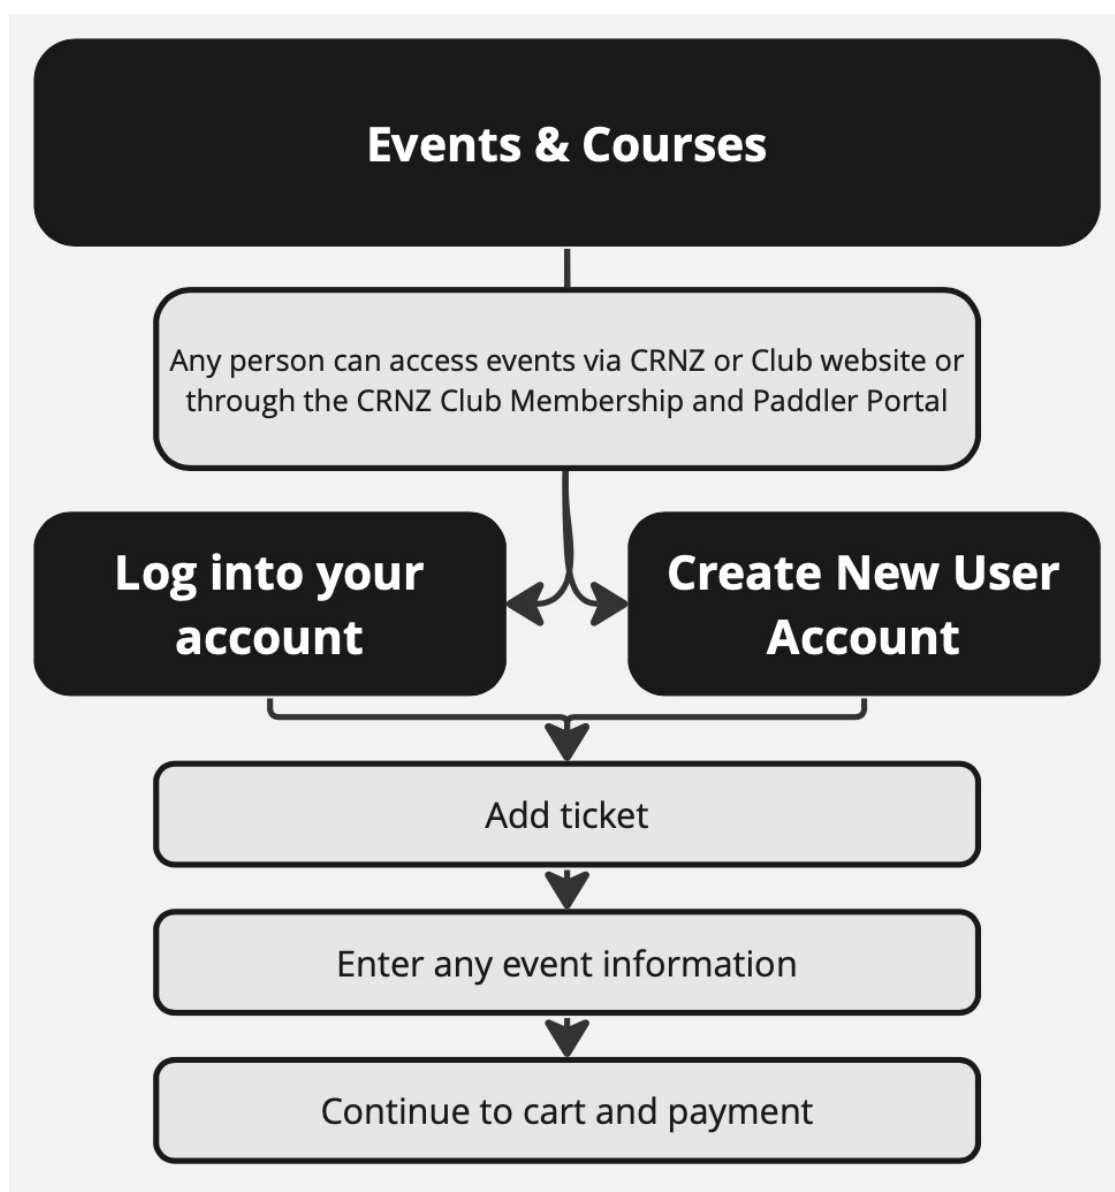 Events & Courses
Any person can access events via CRNZ or Club website or
through the CRNZ Club Membership and Paddler Portal
Log into your
account
Create New User
Account
Add ticket
Enter any event information
Continue to cart and payment